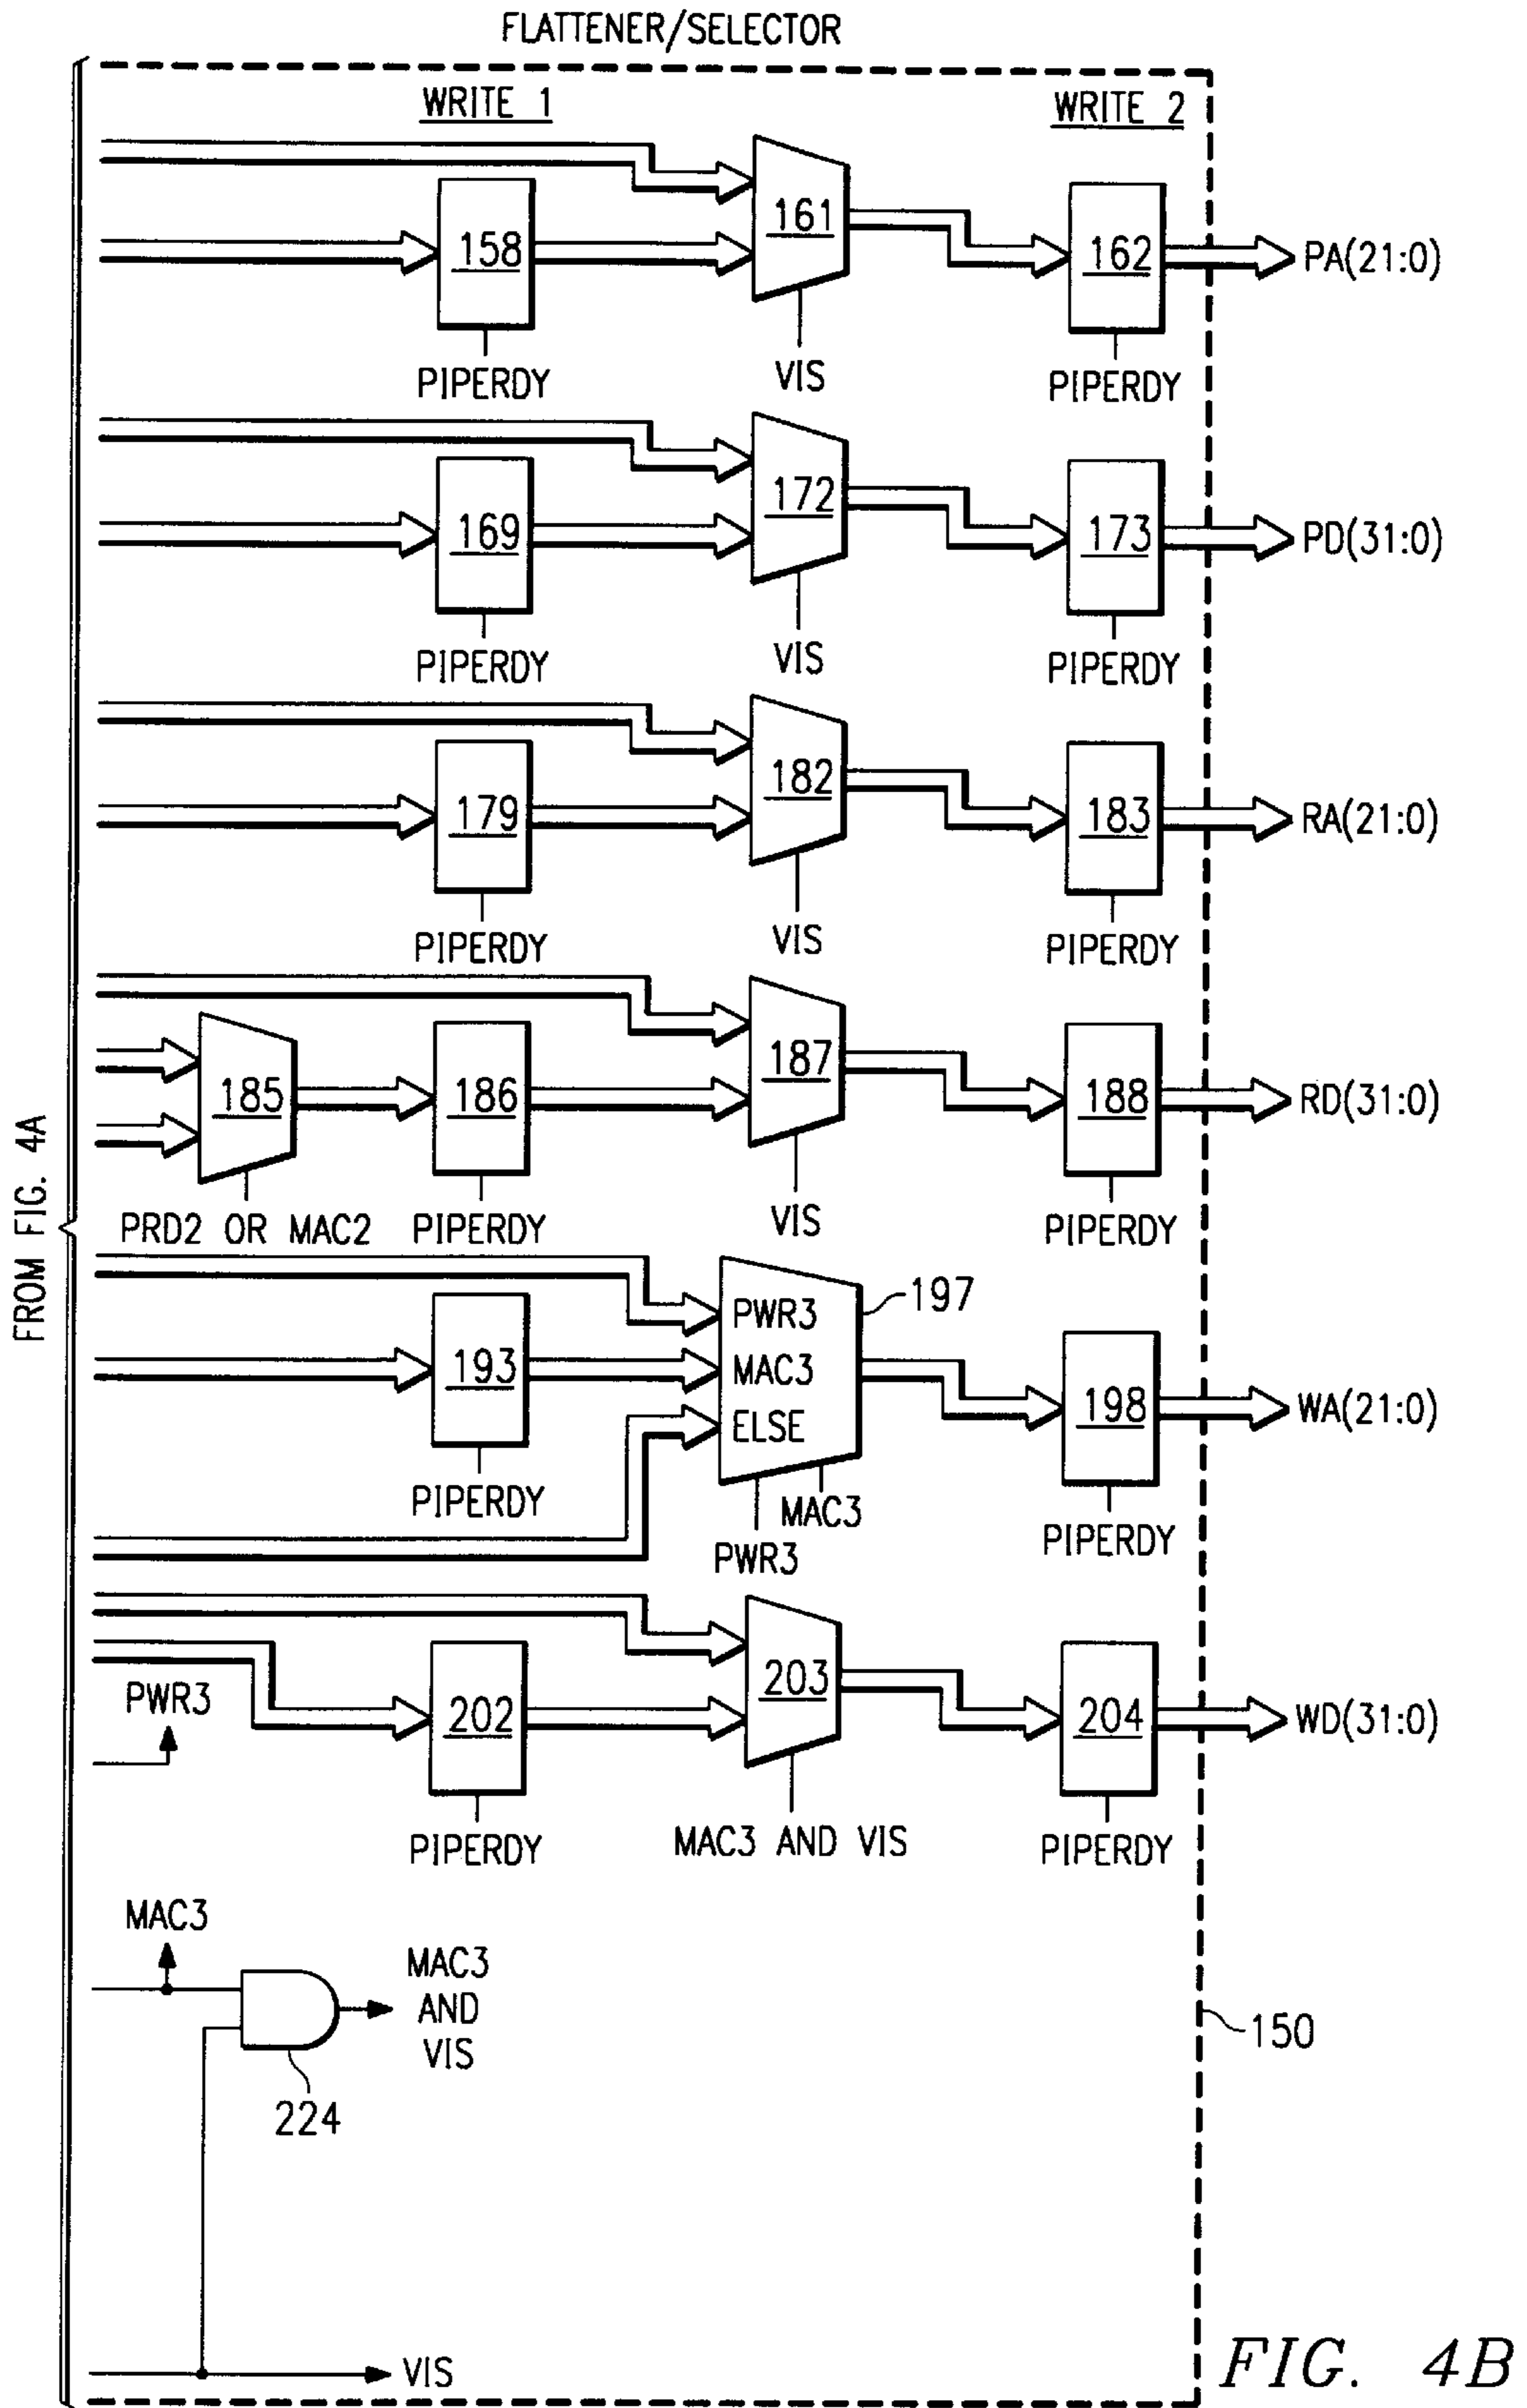 FLATTENER/SELECTOR
WRITE 1
WRITE 2
161
158
162
PA(21:0)
PIPERDY
VIS
PIPERDY
172
169
173
PD(31:0)
PIPERDY
VIS
PIPERDY
182
179
183
RA(21:0)
PIPERDY
VIS
PIPERDY
187
185
186
188
RD(31:0)
FROM FIG. 4A
PRD2 OR MAC2
PIPERDY
VIS
PIPERDY
197
PWR3
193
MAC3
198
WA(21:0)
ELSE
PIPERDY
MAC3
PIPERDY
PWR3
203
PWR3
202
204
WD(31:0)
PIPERDY
MAC3 AND VIS
PIPERDY
MAC3
MAC3
AND
VIS
150
224
VIS
FIG. 4B